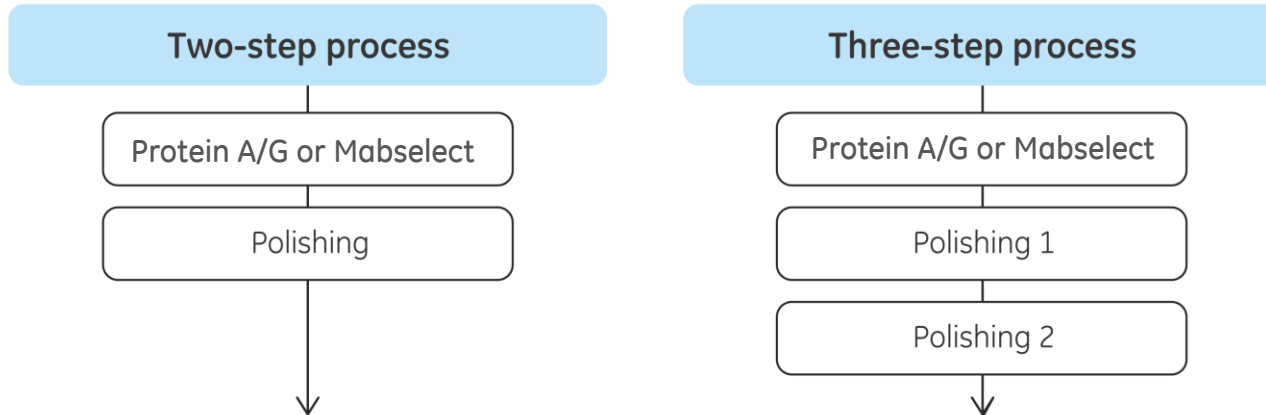 Two-step process
Protein A/G or Mabselect
Polishing
Three-step process
Protein A/G or Mabselect
Polishing 1
Polishing 2